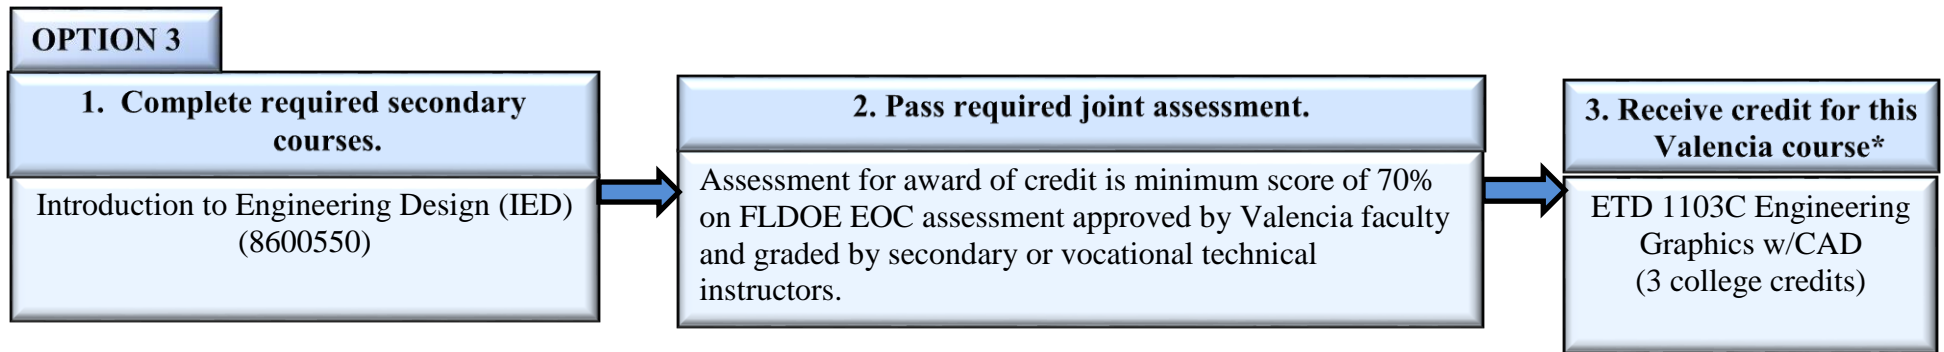 OPTION 3
1. Complete required secondary
courses.
Introduction to Engineering Design (IED)
(8600550)
2. Pass required joint assessment.
Assessment for award of credit is minimum score of 70%
on FLDOE EOC assessment approved by Valencia faculty
and graded by secondary or vocational technical
instructors.
3. Receive credit for this
Valencia course*
ETD 1103C Engineering
Graphics w/CAD
(3 college credits)